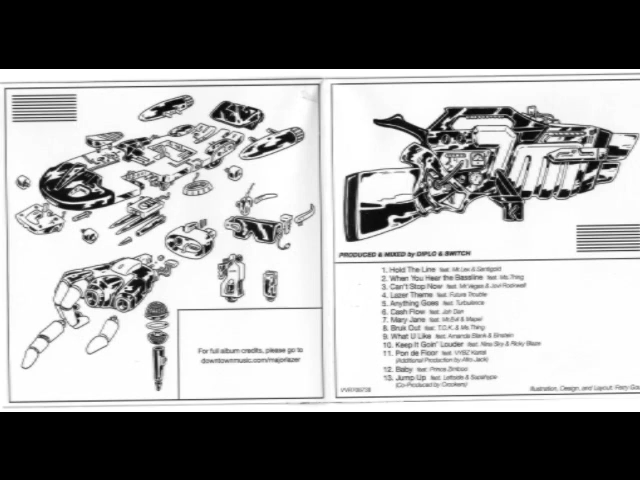 For full album credits, please go to
downtownmusic.com/majorlazer
PRODUCED & MIXED by DIPLO & SWITCH
1. Hold The Line feat. Mr. Lex & Santigold
2. When You Hear the Bassline feat. Ms. Thing
3. Can't Stop Now feat. Mr Vegas & Jovi Rockwell
4. Lazer Theme feat. Future Trouble
5. Anything Goes feat. Turbulence
6. Cash Flow feat. Jah Dan
7. Mary Jane feat. Mr. Evil & Mapei
8. Bruk Out feat. T.O.K. & Ms. Thing
9. What U Like feat. Amanda Blank & Einstein
10. Keep It Goin' Louder feat. Nina Sky & Ricky Blaze
11. Pon de Floor feat. VYBZ Kartel
(Additional Production by Afro Jack)
12. Baby feat. Prince Zimboo
13. Jump Up feat. Leftside & Supahype
(Co-Produced by Crookers)
Illustration, Design, and Layout: Ferry Gou